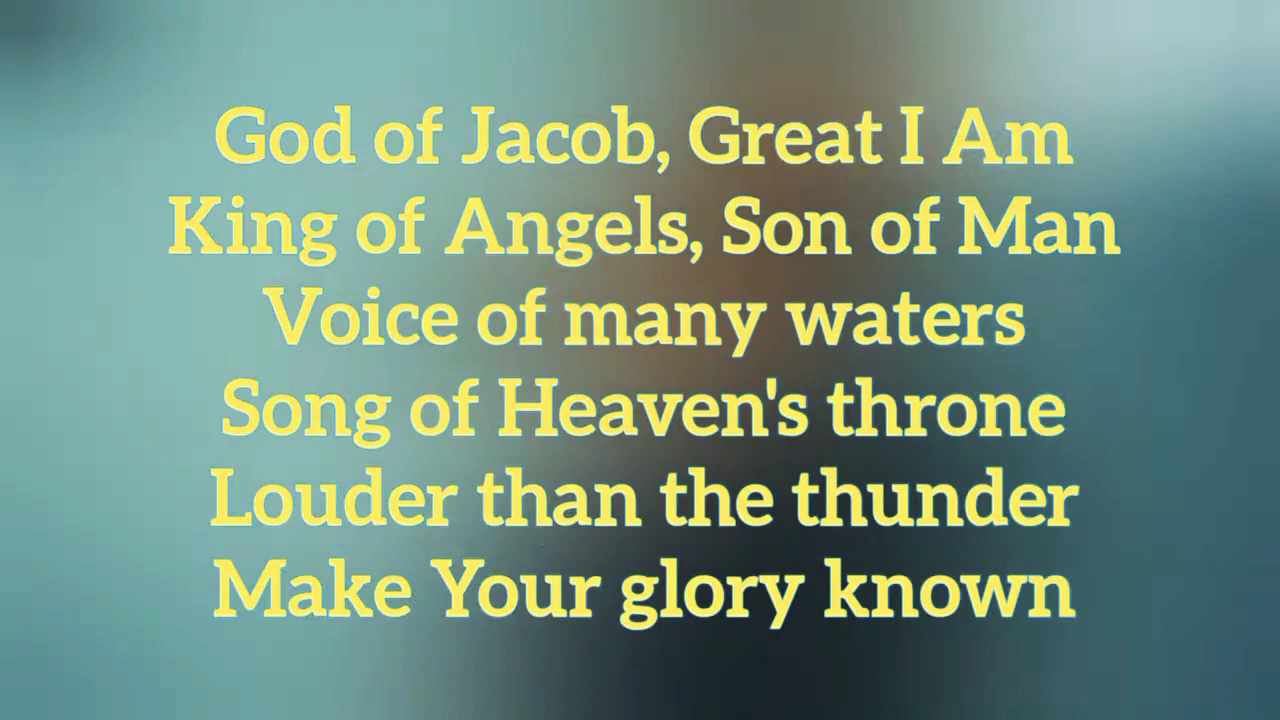 God of Jacob, Great I Am
King of Angels, Son of Man
Voice of many waters
Song of Heaven's throne
Louder than the thunder
Make Your glory known